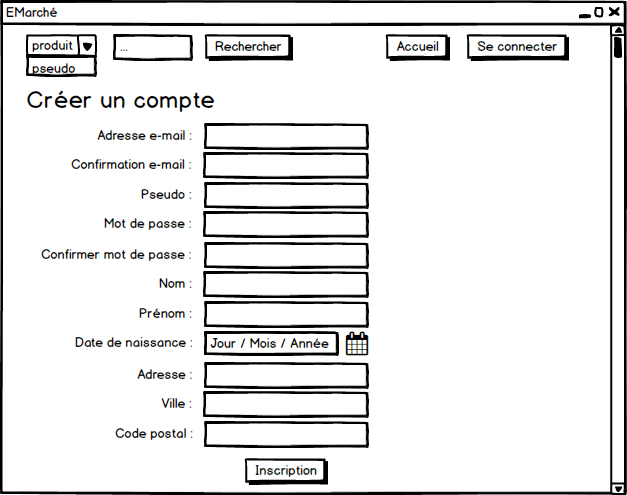 EMarché
produit ... Rechercher Accueil Se connecter
pseudo
Créer un compte
Adresse e-mail :
Confirmation e-mail :
Pseudo :
Mot de passe :
Confirmer mot de passe :
Nom :
Prénom :
Date de naissance : Jour / Mois / Année
Adresse :
Ville :
Code postal :
Inscription